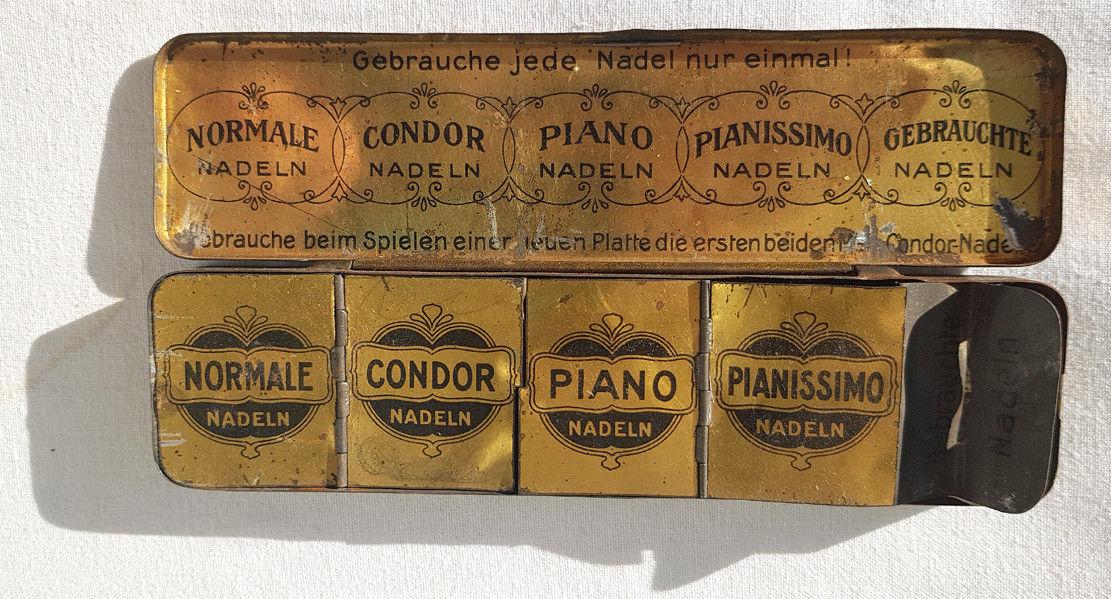 Gebrauche jede Nadel nur einmal!
NORMALE NADELN
CONDOR NADELN
PIANO NADELN
PIANISSIMO NADELN
GEBRAUCHTE NADELN
beim Spielen einer Platte die ersten beiden
NORMALE
NADELN
CONDOR
NADELN
PIANO
NADELN
PIANISSIMO
NADELN
Nadeln